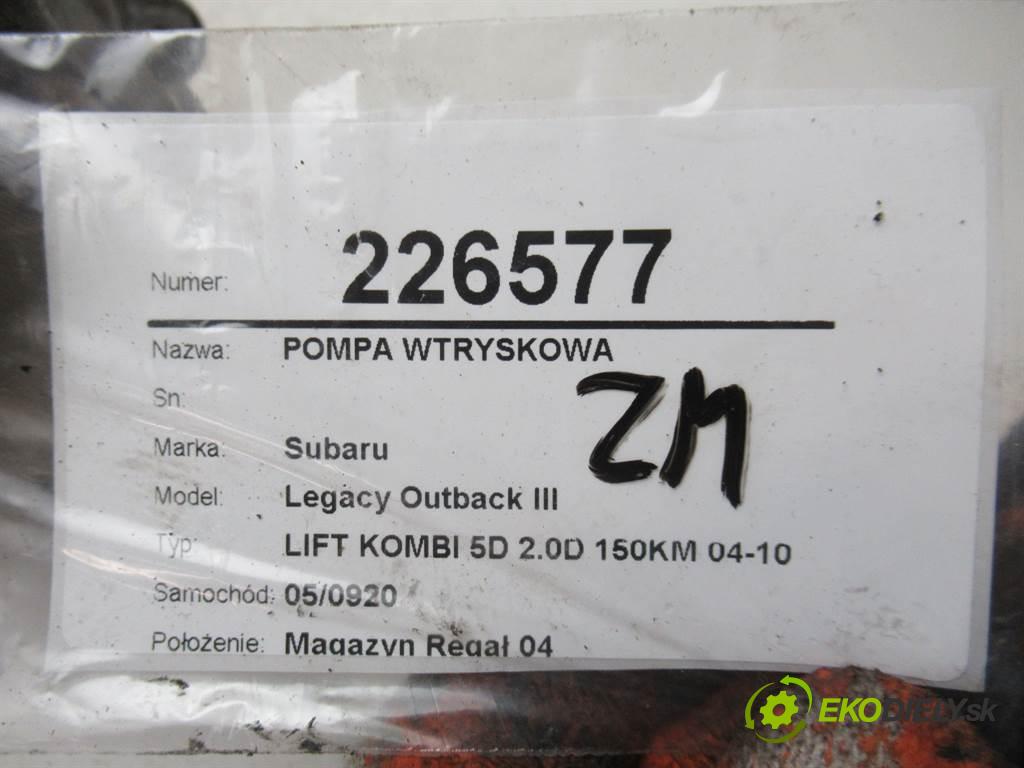 Numer: 226577
Nazwa: POMPA WTRYSKOWA
Sn:
ZM
Marka: Subaru
Model: Legacy Outback III
Typ: LIFT KOMBI 5D 2.0D 150KM 04-10
Samochód: 05/0920
Położenie: Magazyn Regał 04
EKODIELY.sk